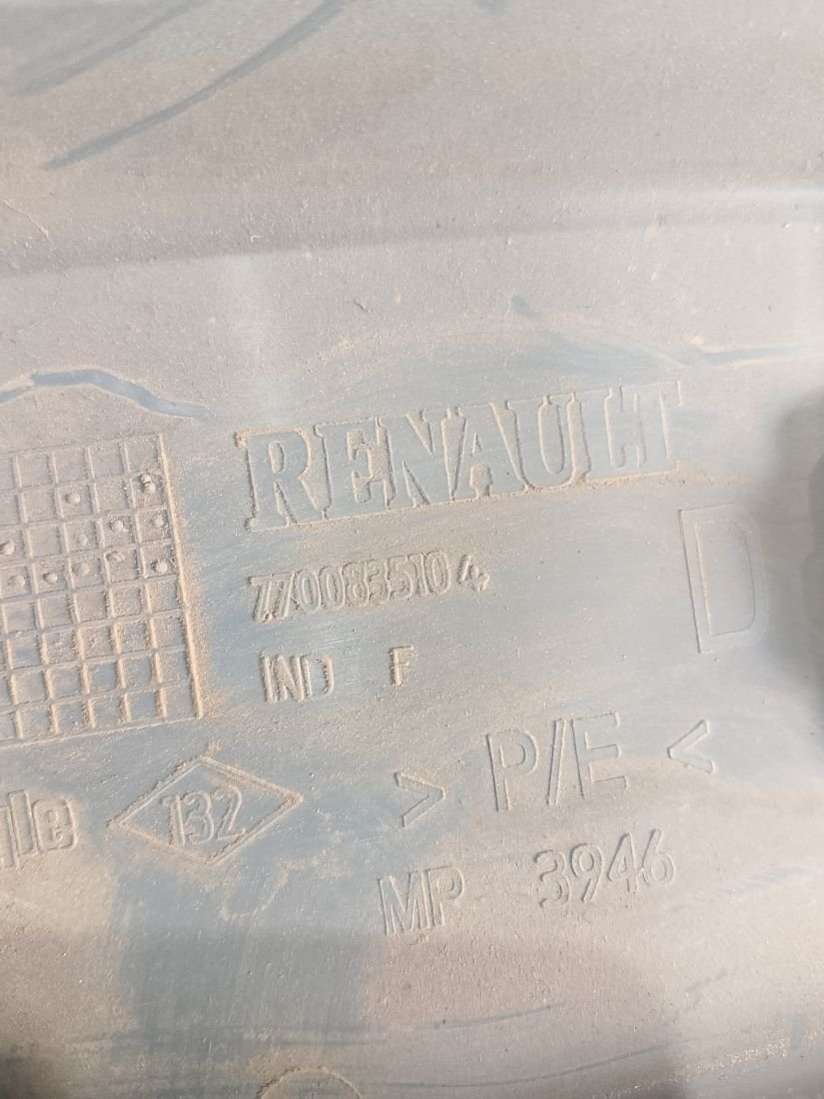 RENAULT
7700835104
D
IND F
> P/E <
132
MP 3946